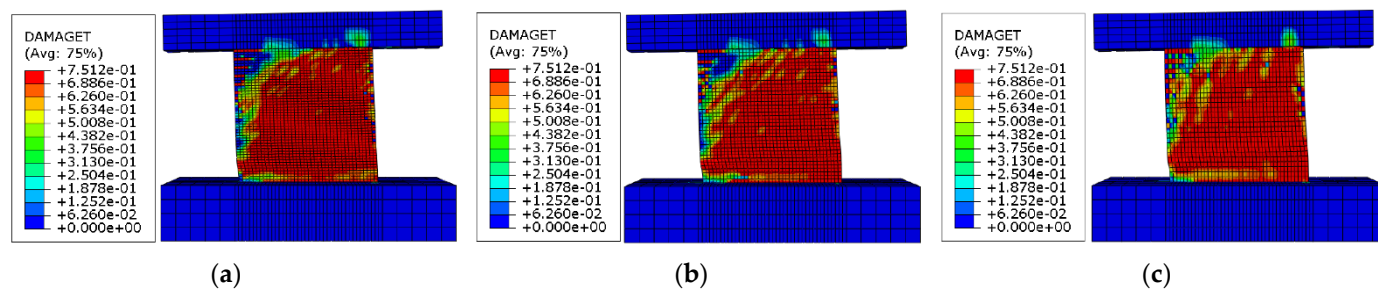 DAMAGET
(Avg: 75%)
+7.512e-01
+6.886e-01
+6.260e-01
+5.634e-01
+5.008e-01
+4.382e-01
+3.756e-01
+3.130e-01
+2.504e-01
+1.878e-01
+1.252e-01
+6.260e-02
+0.000e+00
(a)
DAMAGET
(Avg: 75%)
+7.512e-01
+6.886e-01
+6.260e-01
+5.634e-01
+5.008e-01
+4.382e-01
+3.756e-01
+3.130e-01
+2.504e-01
+1.878e-01
+1.252e-01
+6.260e-02
+0.000e+00
(b)
DAMAGET
(Avg: 75%)
+7.512e-01
+6.886e-01
+6.260e-01
+5.634e-01
+5.008e-01
+4.382e-01
+3.756e-01
+3.130e-01
+2.504e-01
+1.878e-01
+1.252e-01
+6.260e-02
+0.000e+00
(c)